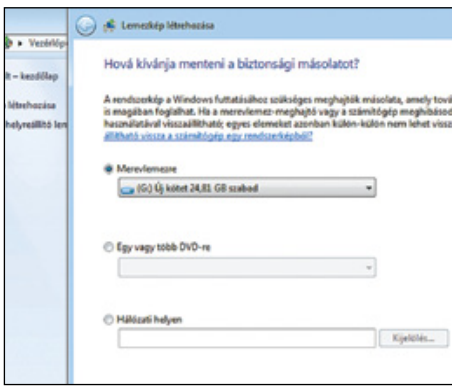 Lemezkép létrehozása
Vezérlőp
lt – kezdőlap
létrehozása
helyreállító lem
Hová kívánja menteni a biztonsági másolatot?
A rendszerkép a Windows futtatásához szükséges meghajtók másolata, amely tová
is magában foglalhat. Ha a merevlemez-meghajtó vagy a számítógép meghibásod
használatával visszaállítható; egyes elemeket azonban külön-külön nem lehet vissz
állítható vissza a számítógép egy rendszerképből?
Merevlemezre
(G:) Új kötet 24,81 GB szabad
Egy vagy több DVD-re
Hálózati helyen
Kijelölés...